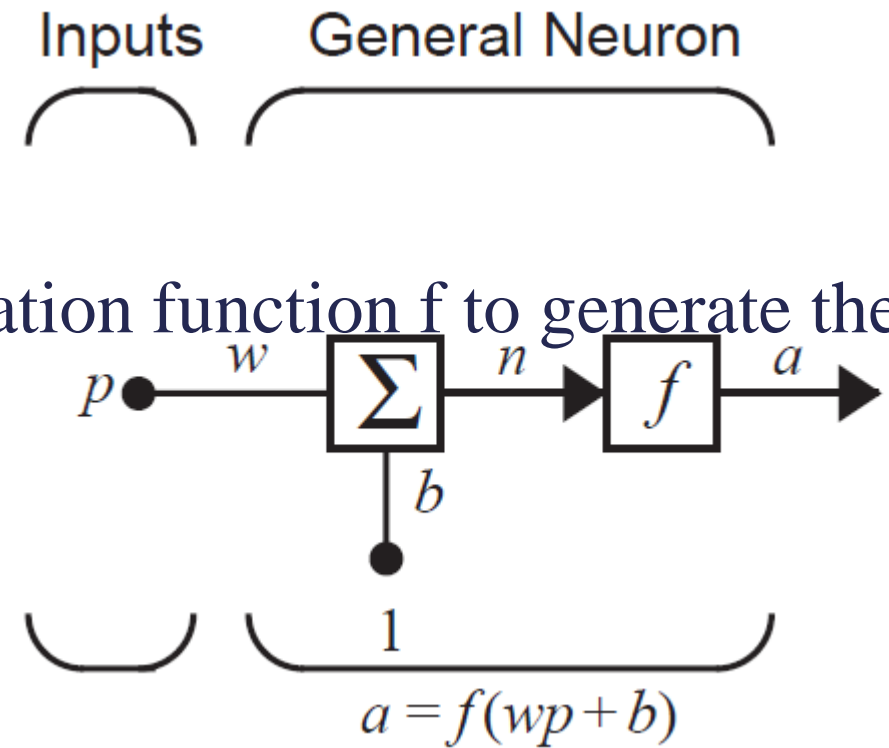 Inputs General Neuron
ation function f to generate the
p w Σ n f a
b
1
a = f(wp + b)